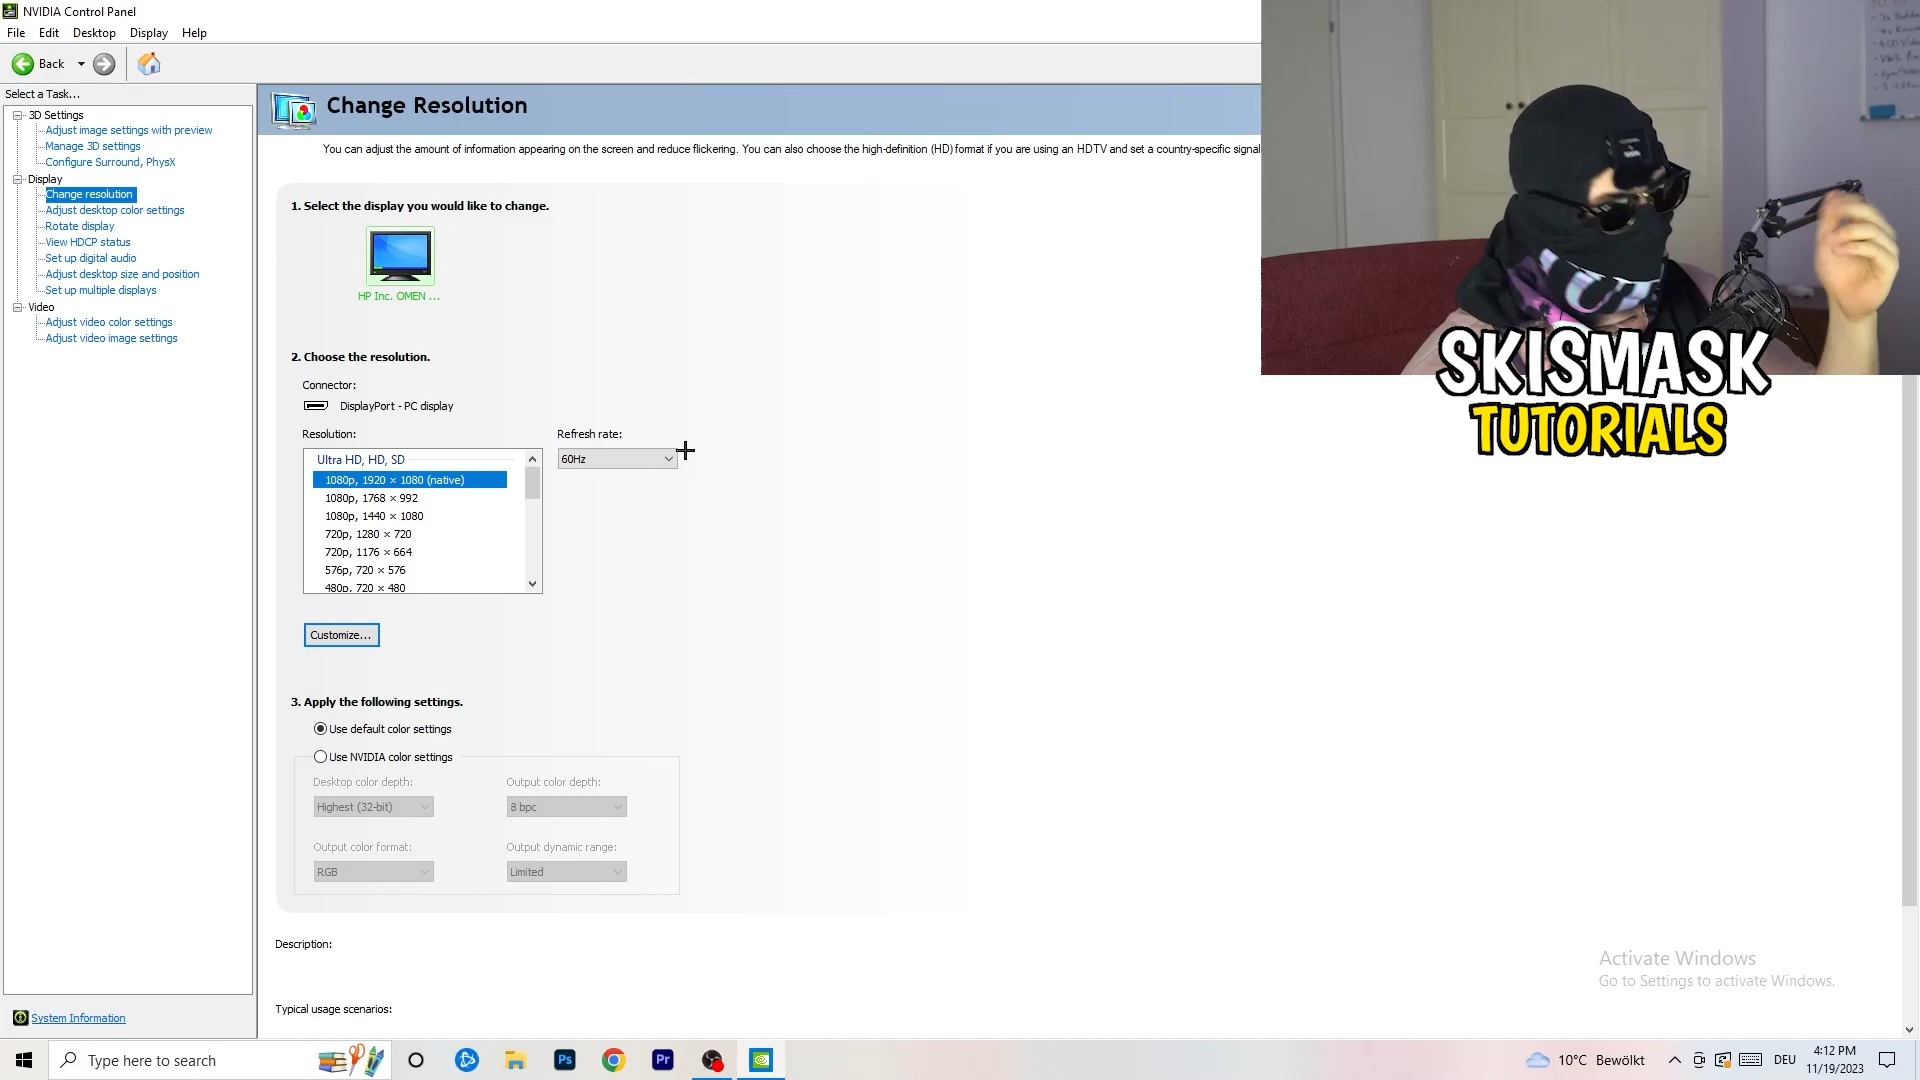 NVIDIA Control Panel
File Edit Desktop Display Help
Back
Select a Task...
3D Settings
Adjust image settings with preview
Manage 3D settings
Configure Surround, PhysX
Display
Change resolution
Adjust desktop color settings
Rotate display
View HDCP status
Set up digital audio
Adjust desktop size and position
Set up multiple displays
Video
Adjust video color settings
Adjust video image settings
System Information
Change Resolution
You can adjust the amount of information appearing on the screen and reduce flickering. You can also choose the high-definition (HD) format if you are using an HDTV and set a country-specific signal
1. Select the display you would like to change.
HP Inc. OMEN ...
2. Choose the resolution.
Connector:
DisplayPort - PC display
Resolution:
Refresh rate:
Ultra HD, HD, SD
60Hz
1080p, 1920 × 1080 (native)
1080p, 1768 × 992
1080p, 1440 × 1080
720p, 1280 × 720
720p, 1176 × 664
576p, 720 × 576
480p, 720 × 480
Customize...
3. Apply the following settings.
Use default color settings
Use NVIDIA color settings
Desktop color depth:
Output color depth:
Highest (32-bit)
8 bpc
Output color format:
Output dynamic range:
RGB
Limited
Description:
Typical usage scenarios:
SKISMASK
TUTORIALS
Activate Windows
Go to Settings to activate Windows.
Type here to search
Ps
Pr
10°C Bewölkt
DEU
4:12 PM
11/19/2023